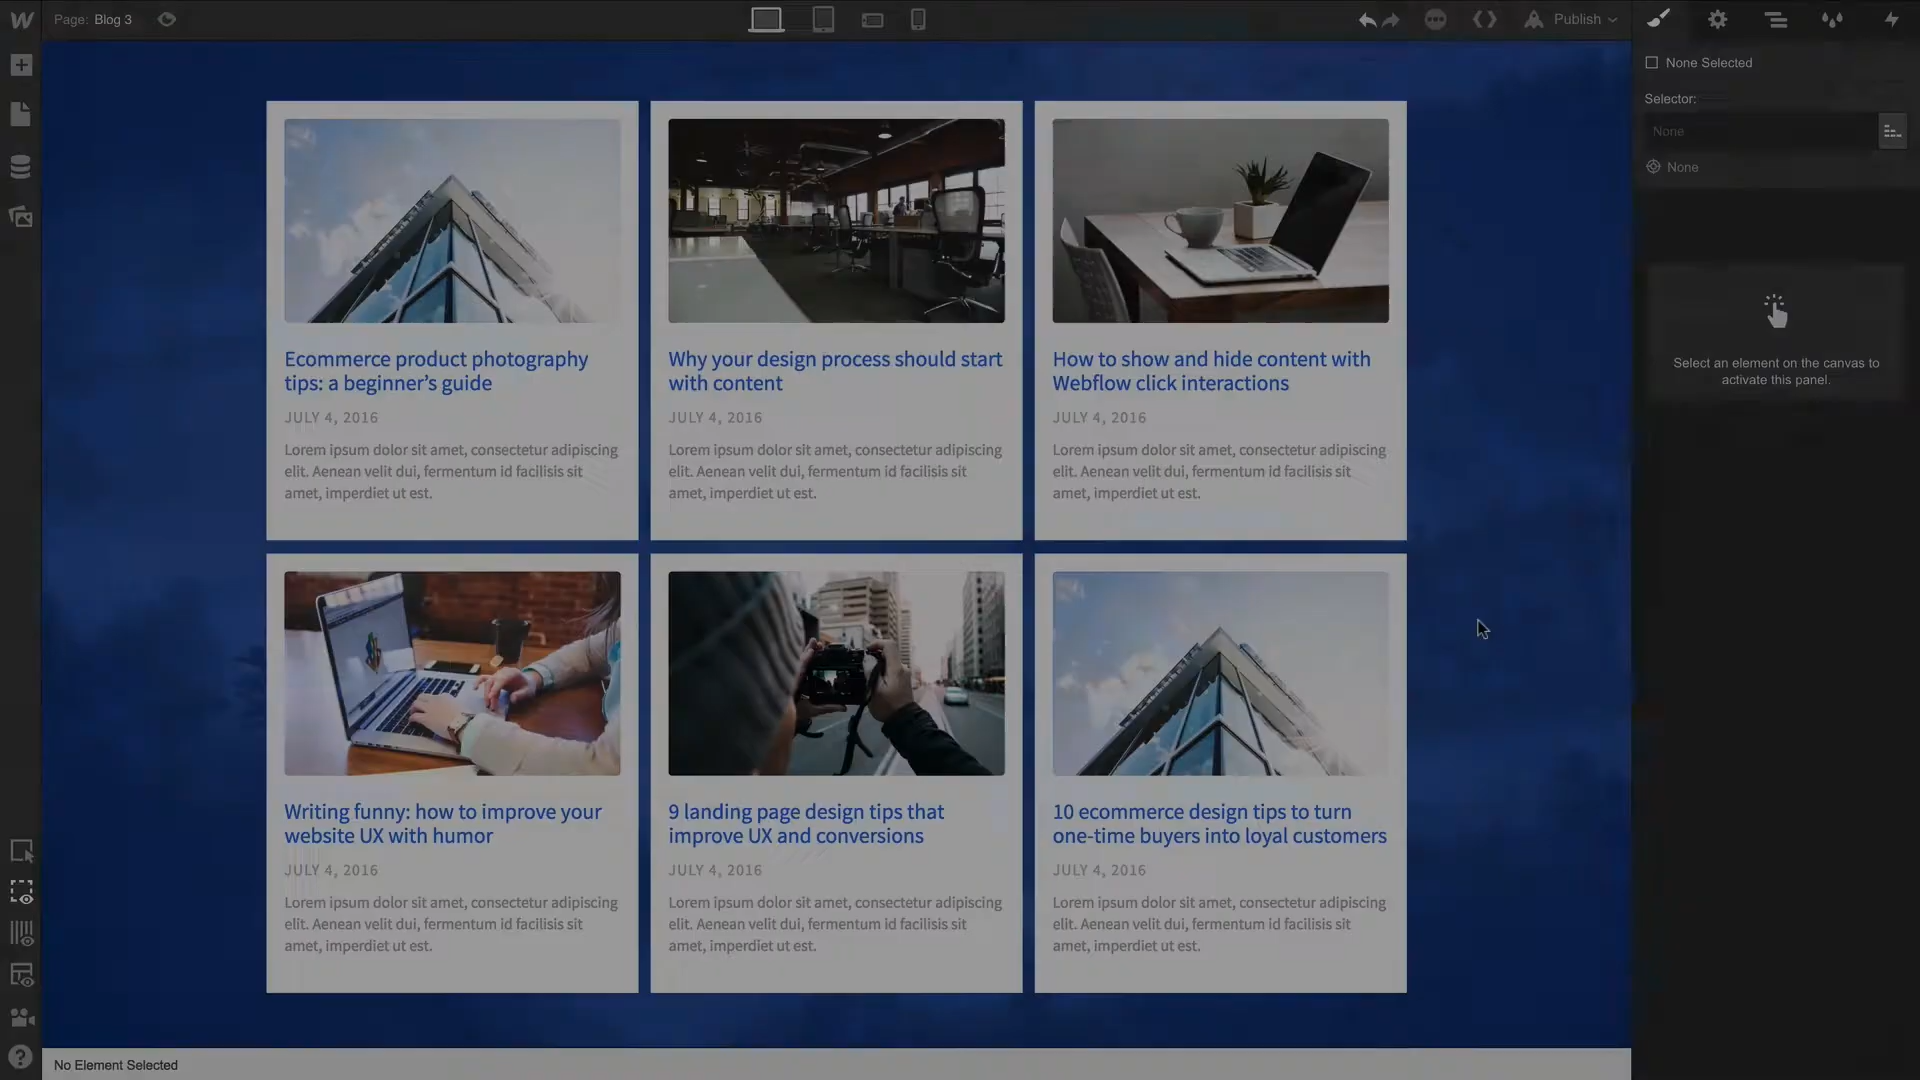 Page: Blog 3
Publish
None Selected
Selector:
None
None
Select an element on the canvas to
activate this panel.
Ecommerce product photography
tips: a beginner’s guide
JULY 4, 2016
Lorem ipsum dolor sit amet, consectetur adipiscing
elit. Aenean velit dui, fermentum id facilisis sit
amet, imperdiet ut est.
Why your design process should start
with content
JULY 4, 2016
Lorem ipsum dolor sit amet, consectetur adipiscing
elit. Aenean velit dui, fermentum id facilisis sit
amet, imperdiet ut est.
How to show and hide content with
Webflow click interactions
JULY 4, 2016
Lorem ipsum dolor sit amet, consectetur adipiscing
elit. Aenean velit dui, fermentum id facilisis sit
amet, imperdiet ut est.
Writing funny: how to improve your
website UX with humor
JULY 4, 2016
Lorem ipsum dolor sit amet, consectetur adipiscing
elit. Aenean velit dui, fermentum id facilisis sit
amet, imperdiet ut est.
9 landing page design tips that
improve UX and conversions
JULY 4, 2016
Lorem ipsum dolor sit amet, consectetur adipiscing
elit. Aenean velit dui, fermentum id facilisis sit
amet, imperdiet ut est.
10 ecommerce design tips to turn
one-time buyers into loyal customers
JULY 4, 2016
Lorem ipsum dolor sit amet, consectetur adipiscing
elit. Aenean velit dui, fermentum id facilisis sit
amet, imperdiet ut est.
No Element Selected